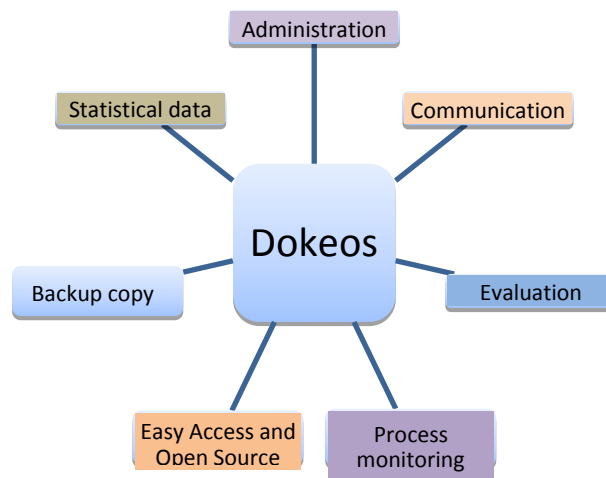 Administration
Statistical data
Communication
Dokeos
Backup copy
Evaluation
Easy Access and
Open Source
Process
monitoring